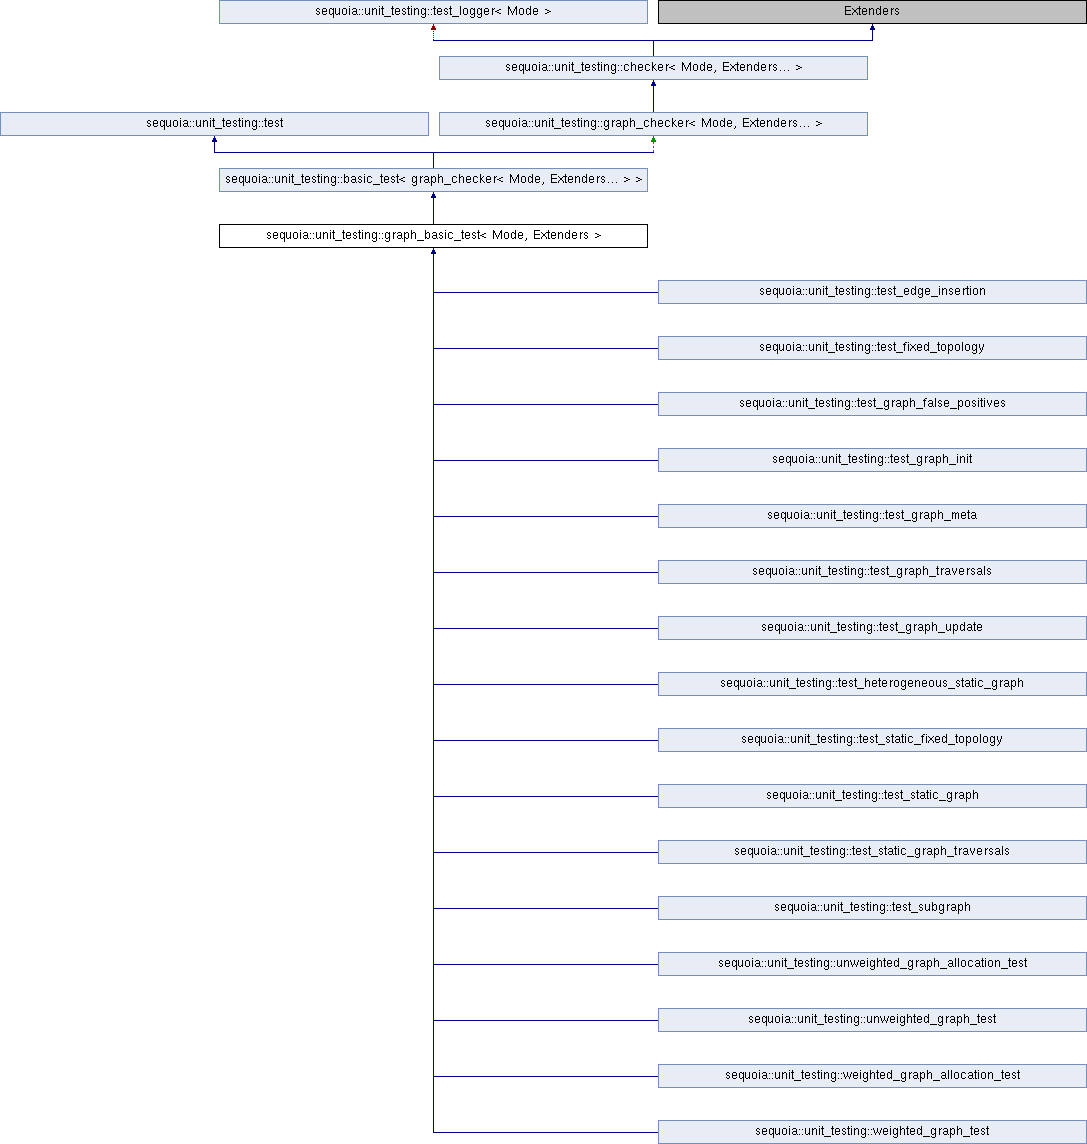 sequoia::unit_testing::test_logger< Mode >
Extenders
sequoia::unit_testing::checker< Mode, Extenders... >
sequoia::unit_testing::test
sequoia::unit_testing::graph_checker< Mode, Extenders... >
sequoia::unit_testing::basic_test< graph_checker< Mode, Extenders... > >
sequoia::unit_testing::graph_basic_test< Mode, Extenders >
sequoia::unit_testing::test_edge_insertion
sequoia::unit_testing::test_fixed_topology
sequoia::unit_testing::test_graph_false_positives
sequoia::unit_testing::test_graph_init
sequoia::unit_testing::test_graph_meta
sequoia::unit_testing::test_graph_traversals
sequoia::unit_testing::test_graph_update
sequoia::unit_testing::test_heterogeneous_static_graph
sequoia::unit_testing::test_static_fixed_topology
sequoia::unit_testing::test_static_graph
sequoia::unit_testing::test_static_graph_traversals
sequoia::unit_testing::test_subgraph
sequoia::unit_testing::unweighted_graph_allocation_test
sequoia::unit_testing::unweighted_graph_test
sequoia::unit_testing::weighted_graph_allocation_test
sequoia::unit_testing::weighted_graph_test